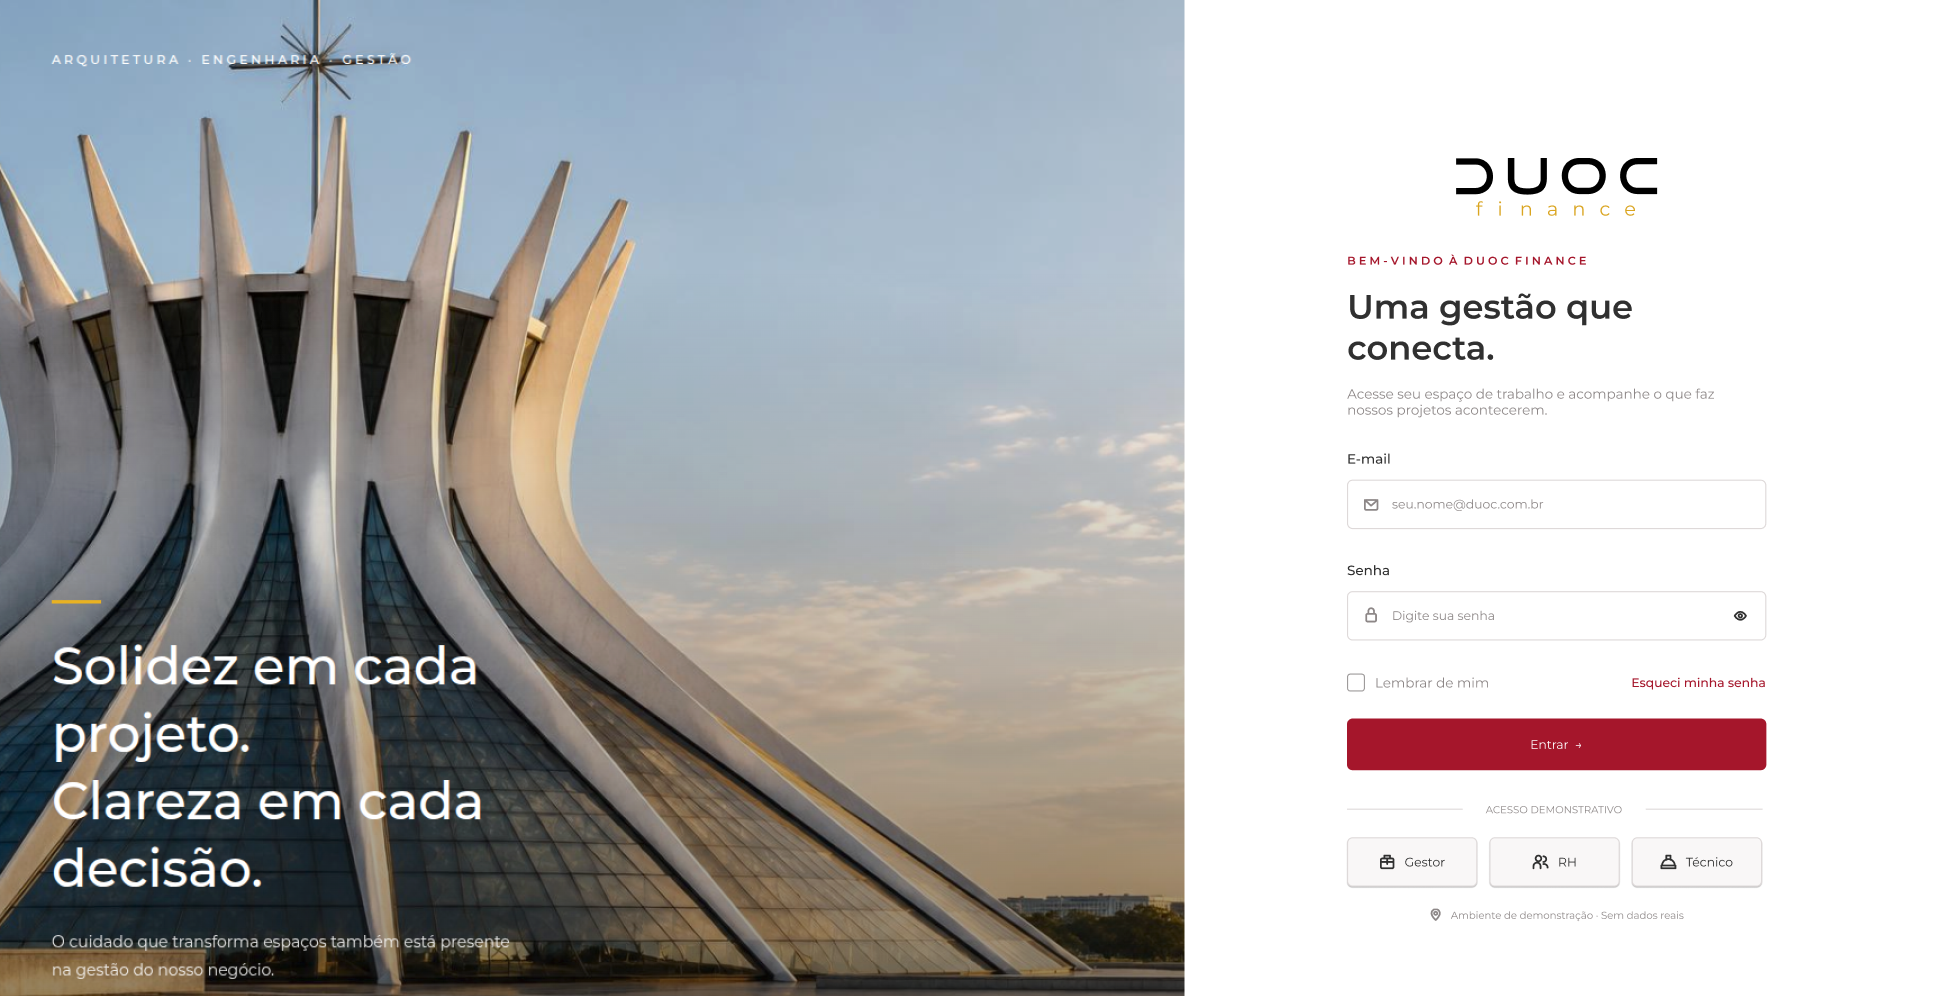 ARQUITETURA · ENGENHARIA · GESTÃO
Solidez em cada
projeto.
Clareza em cada
decisão.
O cuidado que transforma espaços também está presente
na gestão do nosso negócio.
DUOC
finance
BEM-VINDO À DUOC FINANCE
Uma gestão que
conecta.
Acesse seu espaço de trabalho e acompanhe o que faz
nossos projetos acontecerem.
E-mail
seu.nome@duoc.com.br
Senha
Digite sua senha
Lembrar de mim
Esqueci minha senha
Entrar →
ACESSO DEMONSTRATIVO
Gestor
RH
Técnico
Ambiente de demonstração · Sem dados reais